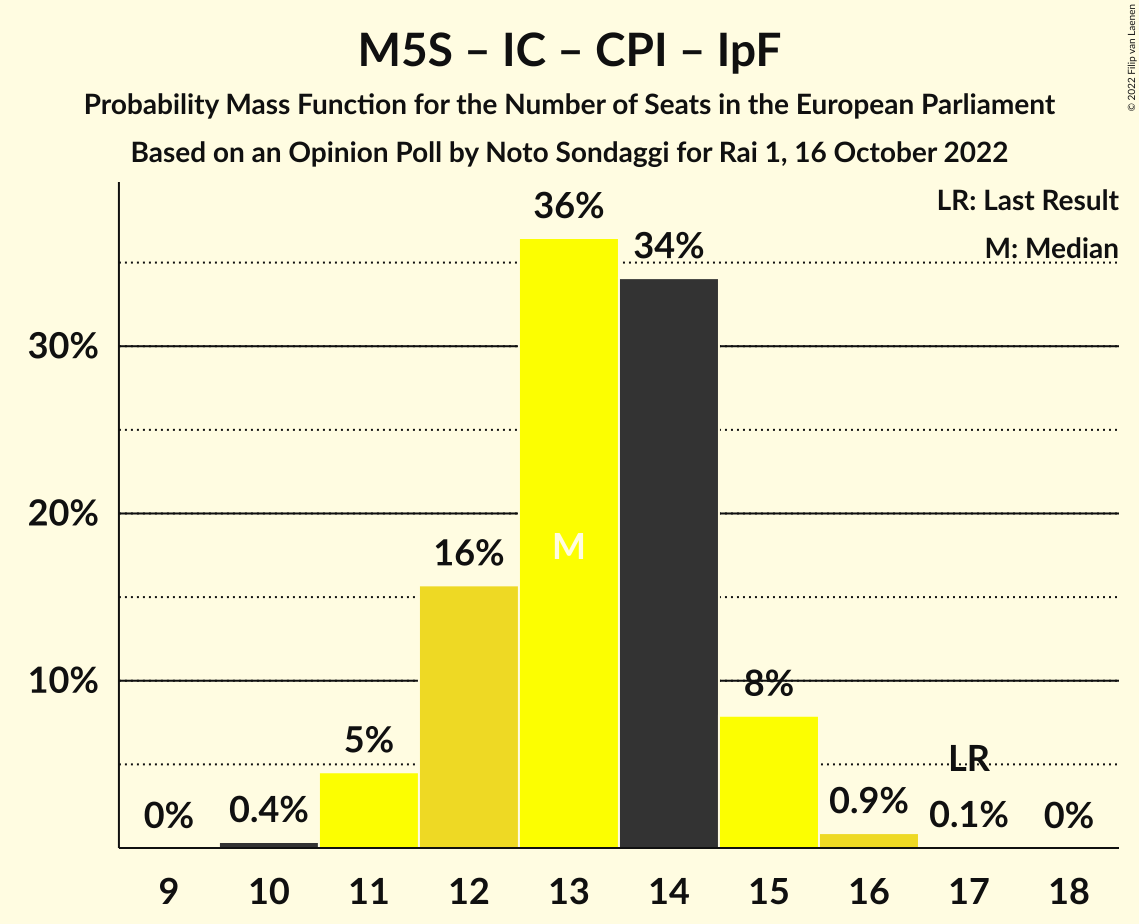 M5S – IC – CPI – IpF
Probability Mass Function for the Number of Seats in the European Parliament
Based on an Opinion Poll by Noto Sondaggi for Rai 1, 16 October 2022
© 2022 Filip van Laenen
LR: Last Result
M: Median
30%
20%
10%
0%
0.4%
5%
16%
36%
M
34%
8%
0.9%
LR
0.1%
0%
9 10 11 12 13 14 15 16 17 18